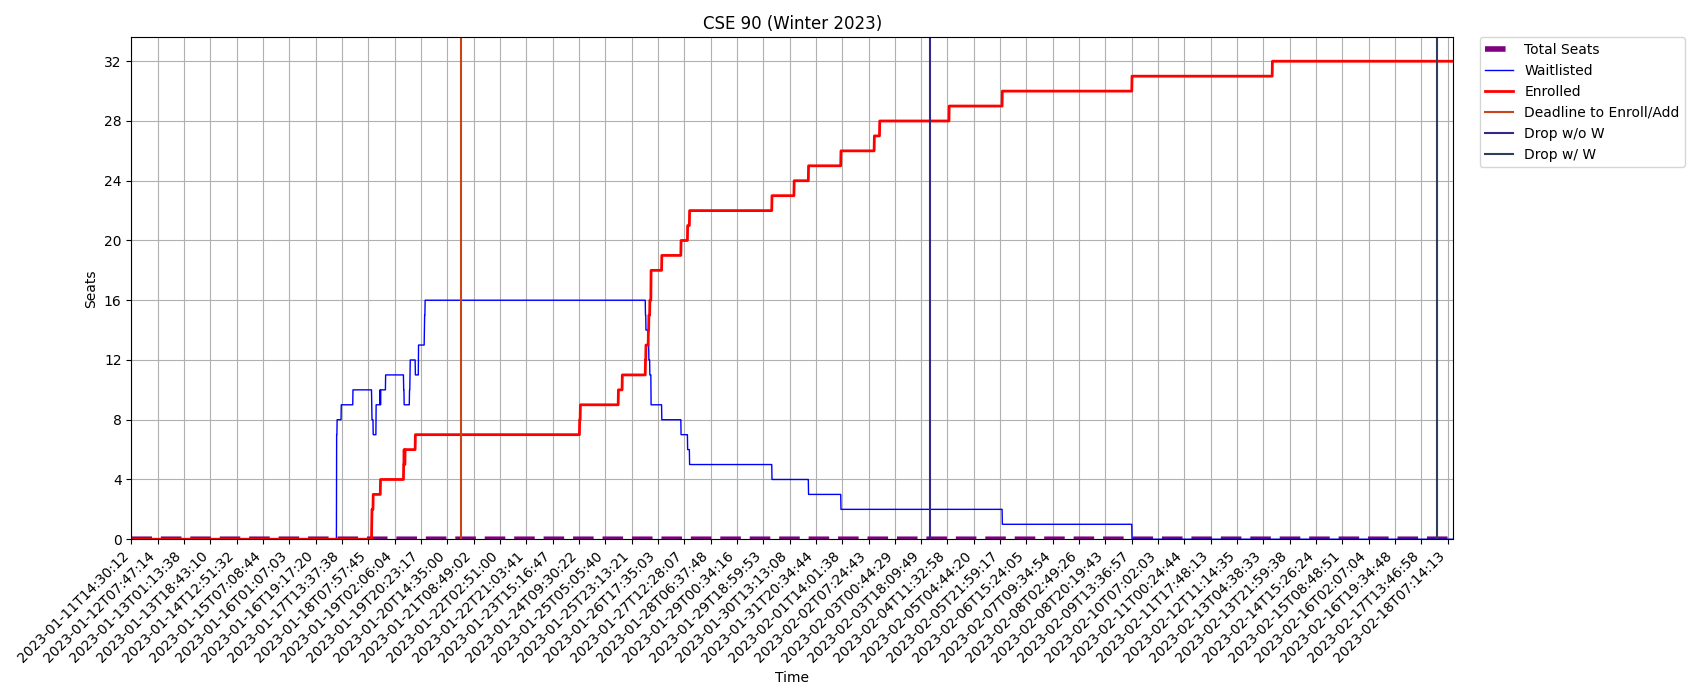 CSE 90 (Winter 2023)
Total Seats
Waitlisted
Enrolled
Deadline to Enroll/Add
Drop w/o W
Drop w/ W
Seats
32
28
24
20
16
12
8
4
0
2023-01-11T14:30:12
2023-01-12T07:47:14
2023-01-13T01:13:38
2023-01-13T18:43:10
2023-01-14T12:51:32
2023-01-15T07:08:44
2023-01-16T01:07:03
2023-01-16T19:17:20
2023-01-17T13:37:38
2023-01-18T07:57:45
2023-01-19T02:06:04
2023-01-19T20:23:17
2023-01-20T14:35:00
2023-01-21T08:49:02
2023-01-22T02:51:00
2023-01-22T21:03:41
2023-01-23T15:16:47
2023-01-24T09:30:22
2023-01-25T05:05:40
2023-01-25T23:13:21
2023-01-26T17:35:03
2023-01-27T12:28:07
2023-01-28T06:37:48
2023-01-29T00:34:16
2023-01-29T18:59:53
2023-01-30T13:13:08
2023-01-31T20:34:44
2023-02-01T14:01:38
2023-02-02T07:24:43
2023-02-03T00:44:29
2023-02-03T18:09:49
2023-02-04T11:32:58
2023-02-05T04:44:20
2023-02-05T21:59:17
2023-02-06T15:24:05
2023-02-07T09:34:54
2023-02-08T02:49:26
2023-02-08T20:19:43
2023-02-09T13:36:57
2023-02-10T07:02:03
2023-02-11T00:24:44
2023-02-11T17:48:13
2023-02-12T11:14:35
2023-02-13T04:38:33
2023-02-13T21:59:38
2023-02-14T15:26:24
2023-02-15T08:48:51
2023-02-16T02:07:04
2023-02-16T19:34:48
2023-02-17T13:46:58
2023-02-18T07:14:13
Time